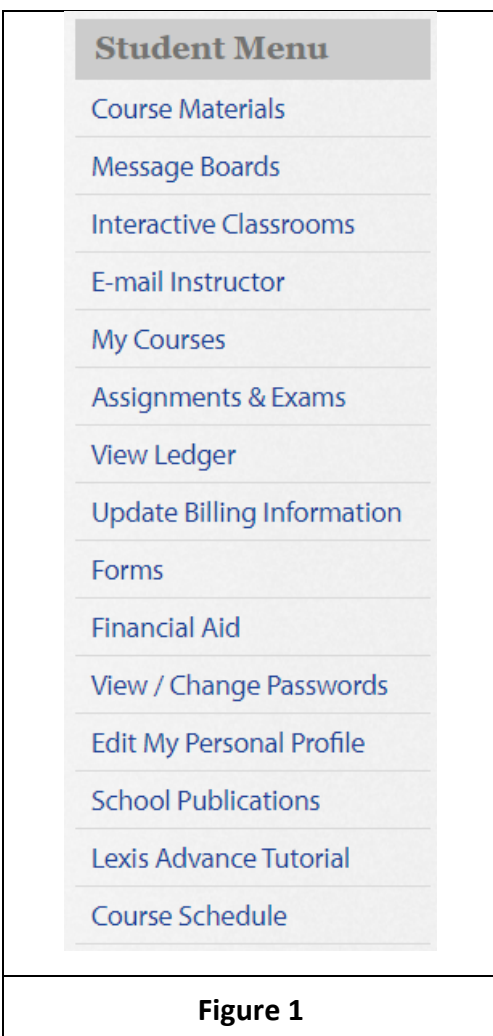 Student Menu
Course Materials
Message Boards
Interactive Classrooms
E-mail Instructor
My Courses
Assignments & Exams
View Ledger
Update Billing Information
Forms
Financial Aid
View / Change Passwords
Edit My Personal Profile
School Publications
Lexis Advance Tutorial
Course Schedule
Figure 1